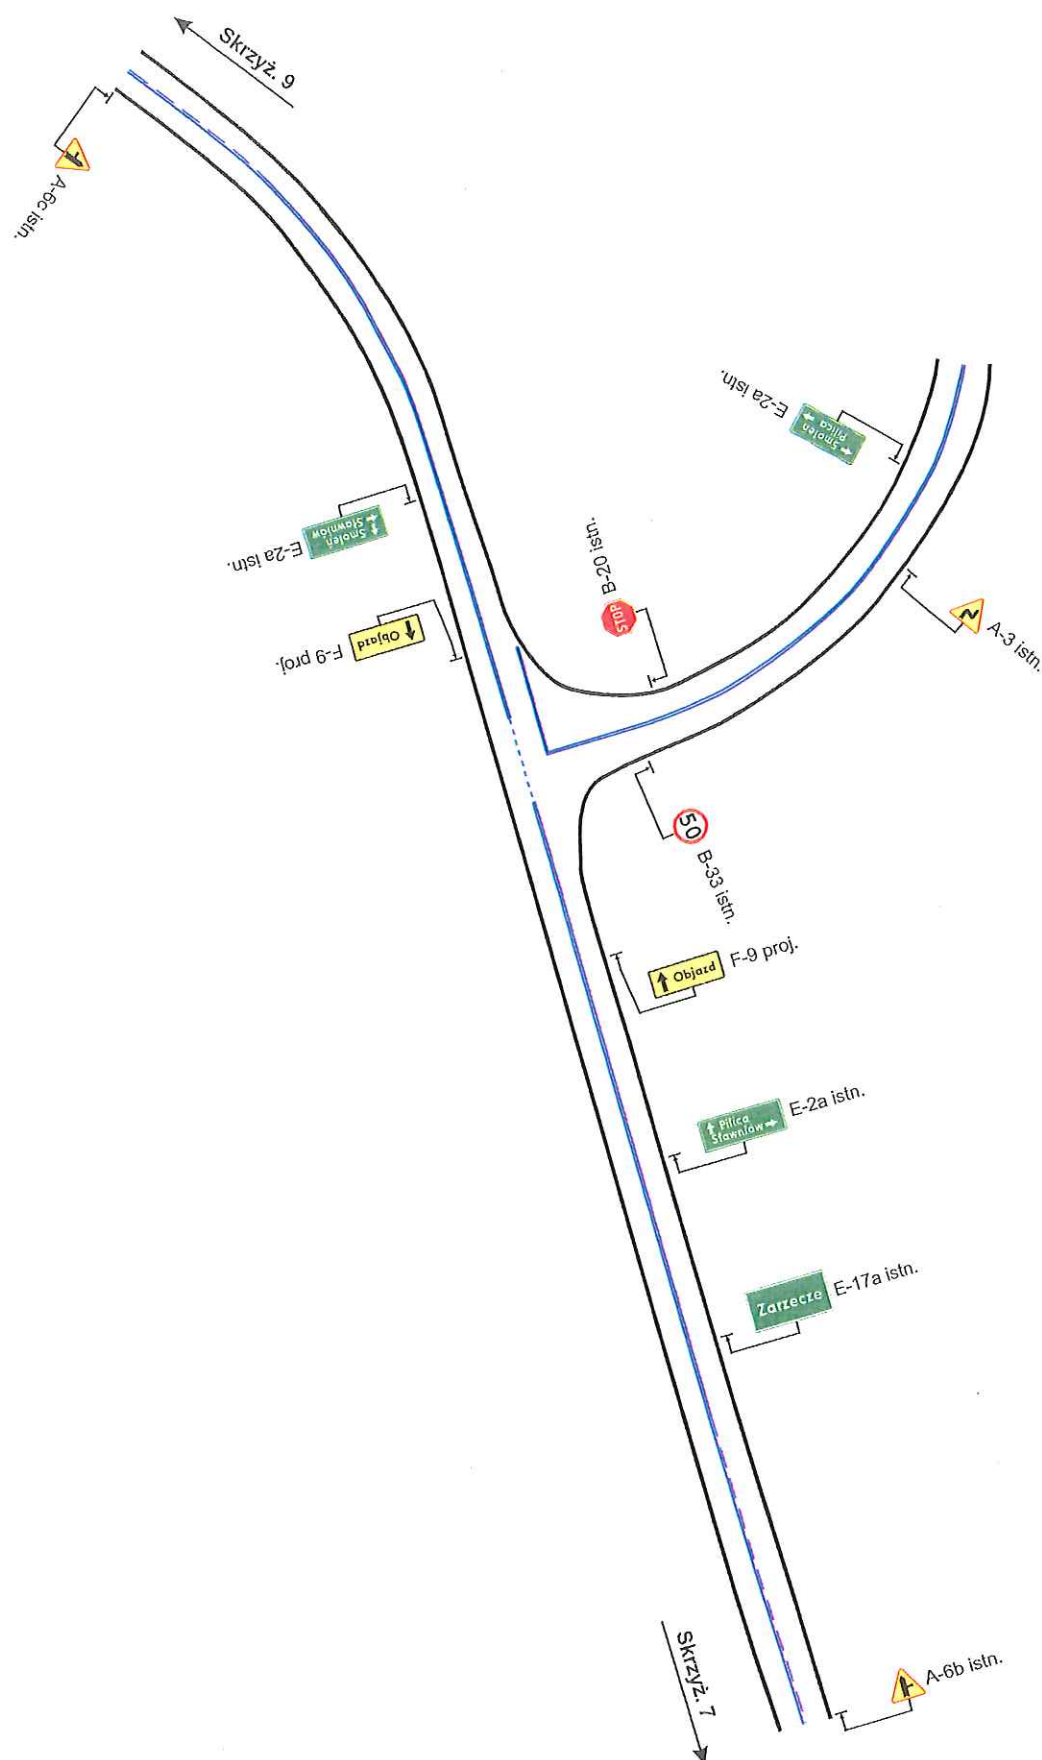 Skrzyż. 9
A-6c istn.
E-2a istn.
Smoleń
Pilica
Smoleń
Sławniów
E-2a istn.
B-20 istn.
STOP
A-3 istn.
Objazd
F-9 proj.
50
B-33 istn.
Objazd
F-9 proj.
Pilica
Sławniów
E-2a istn.
Zarzecze
E-17a istn.
Skrzyż. 7
A-6b istn.